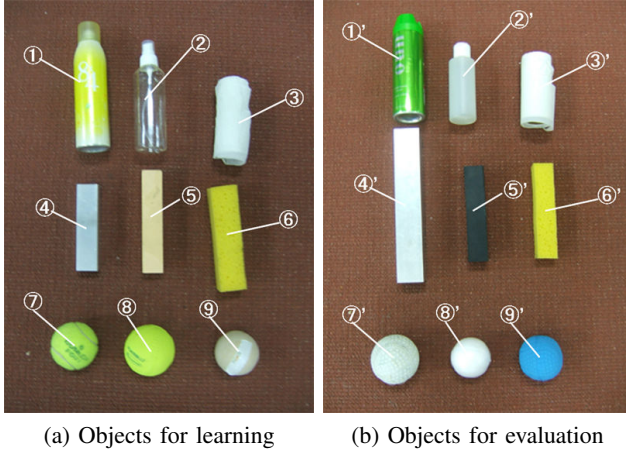 ① ② ③
④ ⑤ ⑥
⑦ ⑧ ⑨
(a) Objects for learning
①' ②' ③'
④' ⑤' ⑥'
⑦' ⑧' ⑨'
(b) Objects for evaluation